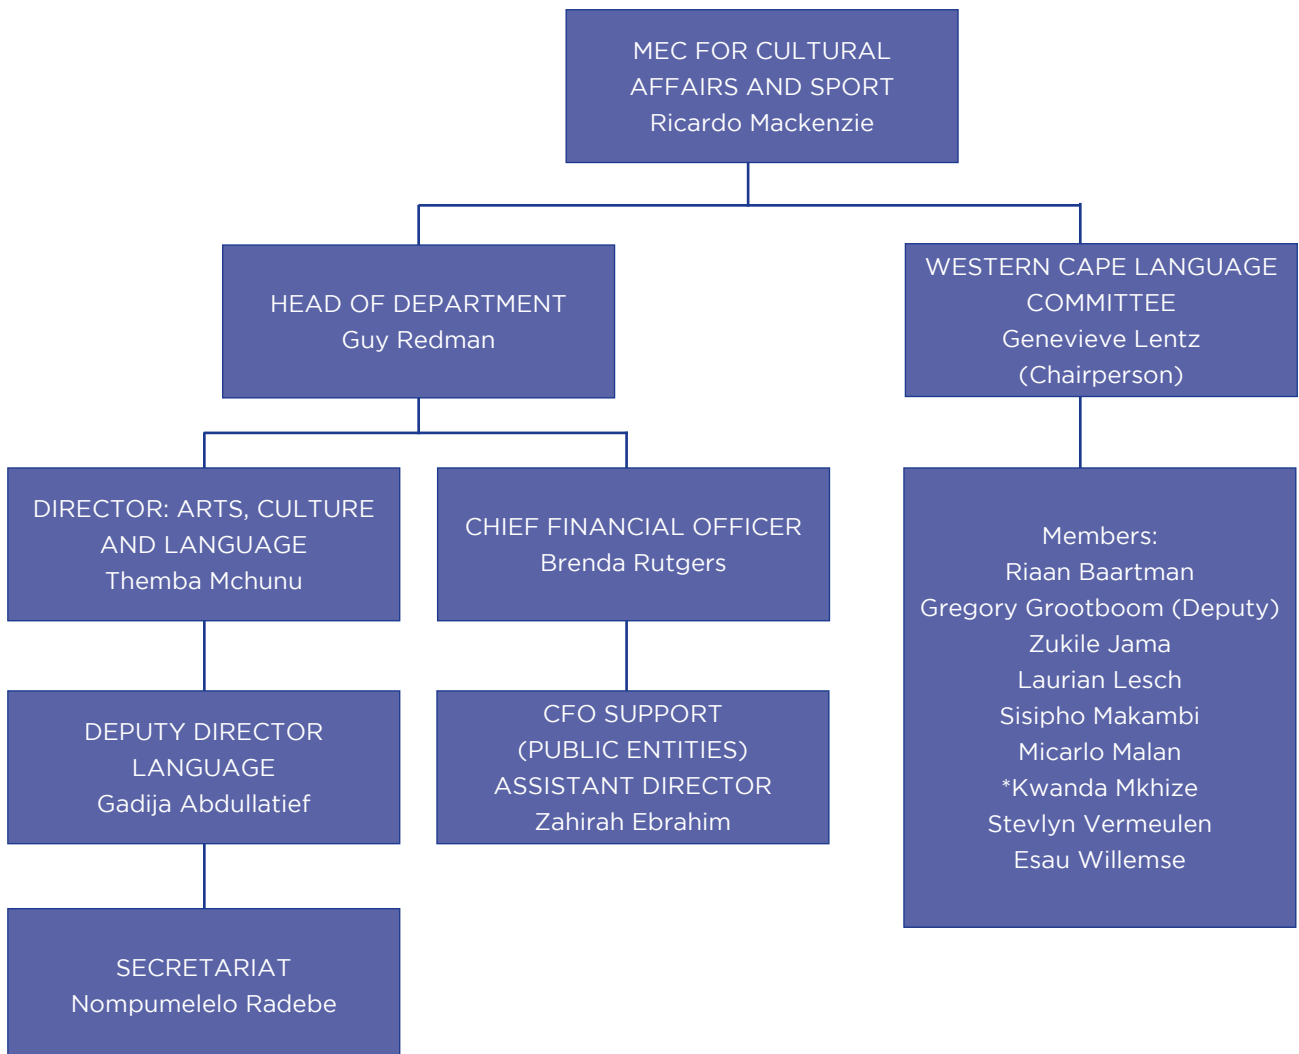 MEC FOR CULTURAL
AFFAIRS AND SPORT
Ricardo Mackenzie
HEAD OF DEPARTMENT
Guy Redman
WESTERN CAPE LANGUAGE
COMMITTEE
Genevieve Lentz
(Chairperson)
DIRECTOR: ARTS, CULTURE
AND LANGUAGE
Themba Mchunu
CHIEF FINANCIAL OFFICER
Brenda Rutgers
Members:
Riaan Baartman
Gregory Grootboom (Deputy)
Zukile Jama
Laurian Lesch
Sisipho Makambi
Micarlo Malan
*Kwanda Mkhize
Stevlyn Vermeulen
Esau Willemse
DEPUTY DIRECTOR
LANGUAGE
Gadija Abdullatief
CFO SUPPORT
(PUBLIC ENTITIES)
ASSISTANT DIRECTOR
Zahirah Ebrahim
SECRETARIAT
Nompumelelo Radebe